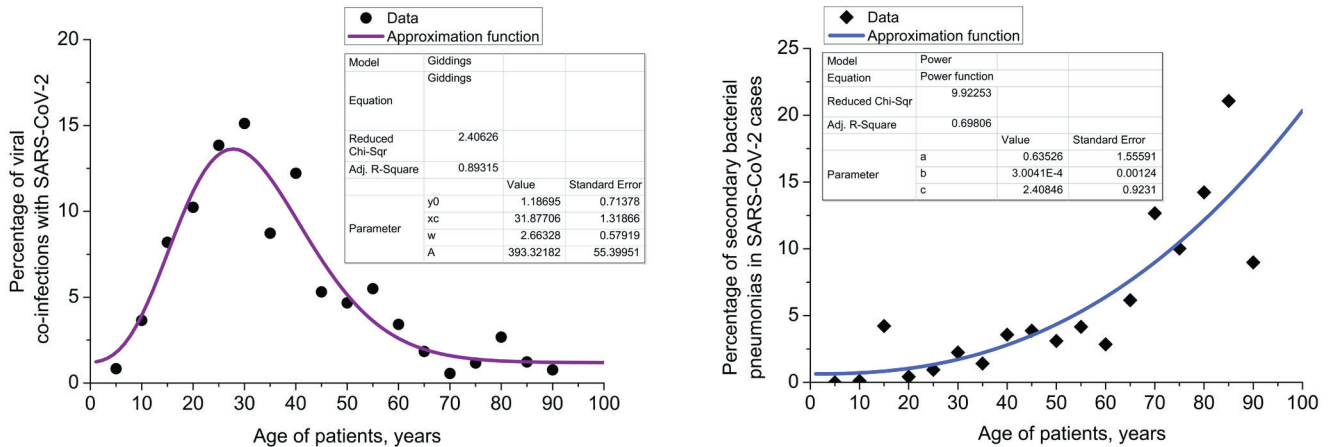 Data
Approximation function
Model Giddings
Equation Giddings
Reduced Chi-Sqr 2.40626
Adj. R-Square 0.89315
Value Standard Error
Parameter y0 1.18695 0.71378
xc 31.87706 1.31866
w 2.66328 0.57919
A 393.32182 55.39951
Percentage of viral
co-infections with SARS-CoV-2
20
15
10
5
0
0 10 20 30 40 50 60 70 80 90 100
Age of patients, years
Data
Approximation function
Model Power
Equation Power function
Reduced Chi-Sqr 9.92253
Adj. R-Square 0.69806
Value Standard Error
Parameter a 0.63526 1.55591
b 3.0041E-4 0.00124
c 2.40846 0.9231
Percentage of secondary bacterial
pneumonias in SARS-CoV-2 cases
25
20
15
10
5
0
0 10 20 30 40 50 60 70 80 90 100
Age of patients, years